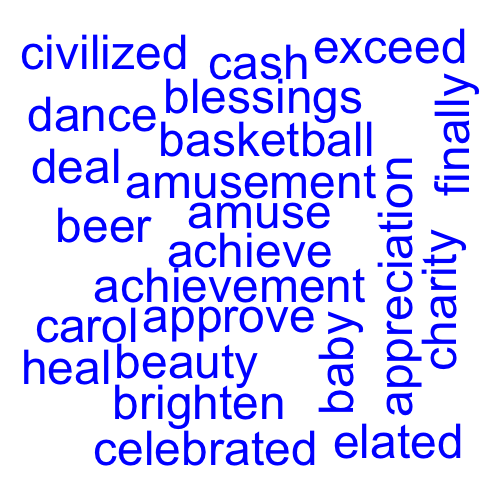 civilized
cash
exceed
blessings
dance
basketball
deal
amusement
amuse
beer
achieve
achievement
carol
approve
heal
beauty
brighten
celebrated
elated
baby
appreciation
charity
finally